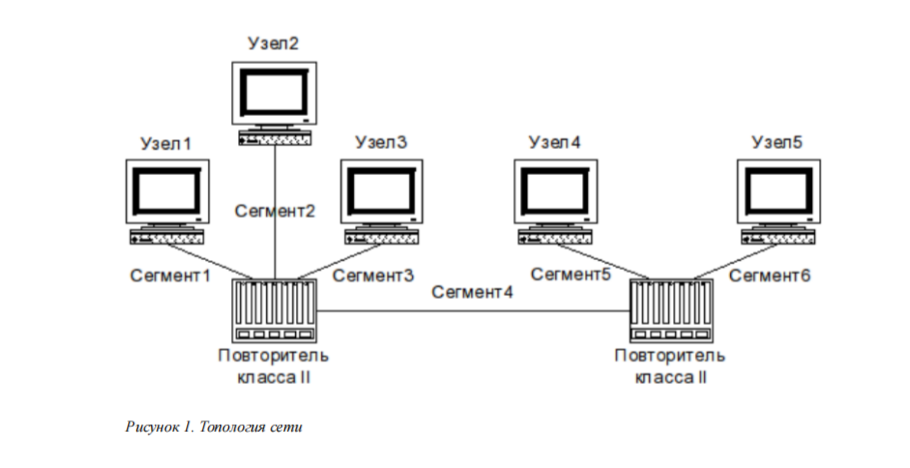 Узел2
Узел1
Узел3
Узел4
Узел5
Сегмент2
Сегмент1
Сегмент3
Сегмент4
Сегмент5
Сегмент6
Повторитель
класса II
Повторитель
класса II
Рисунок 1. Топология сети